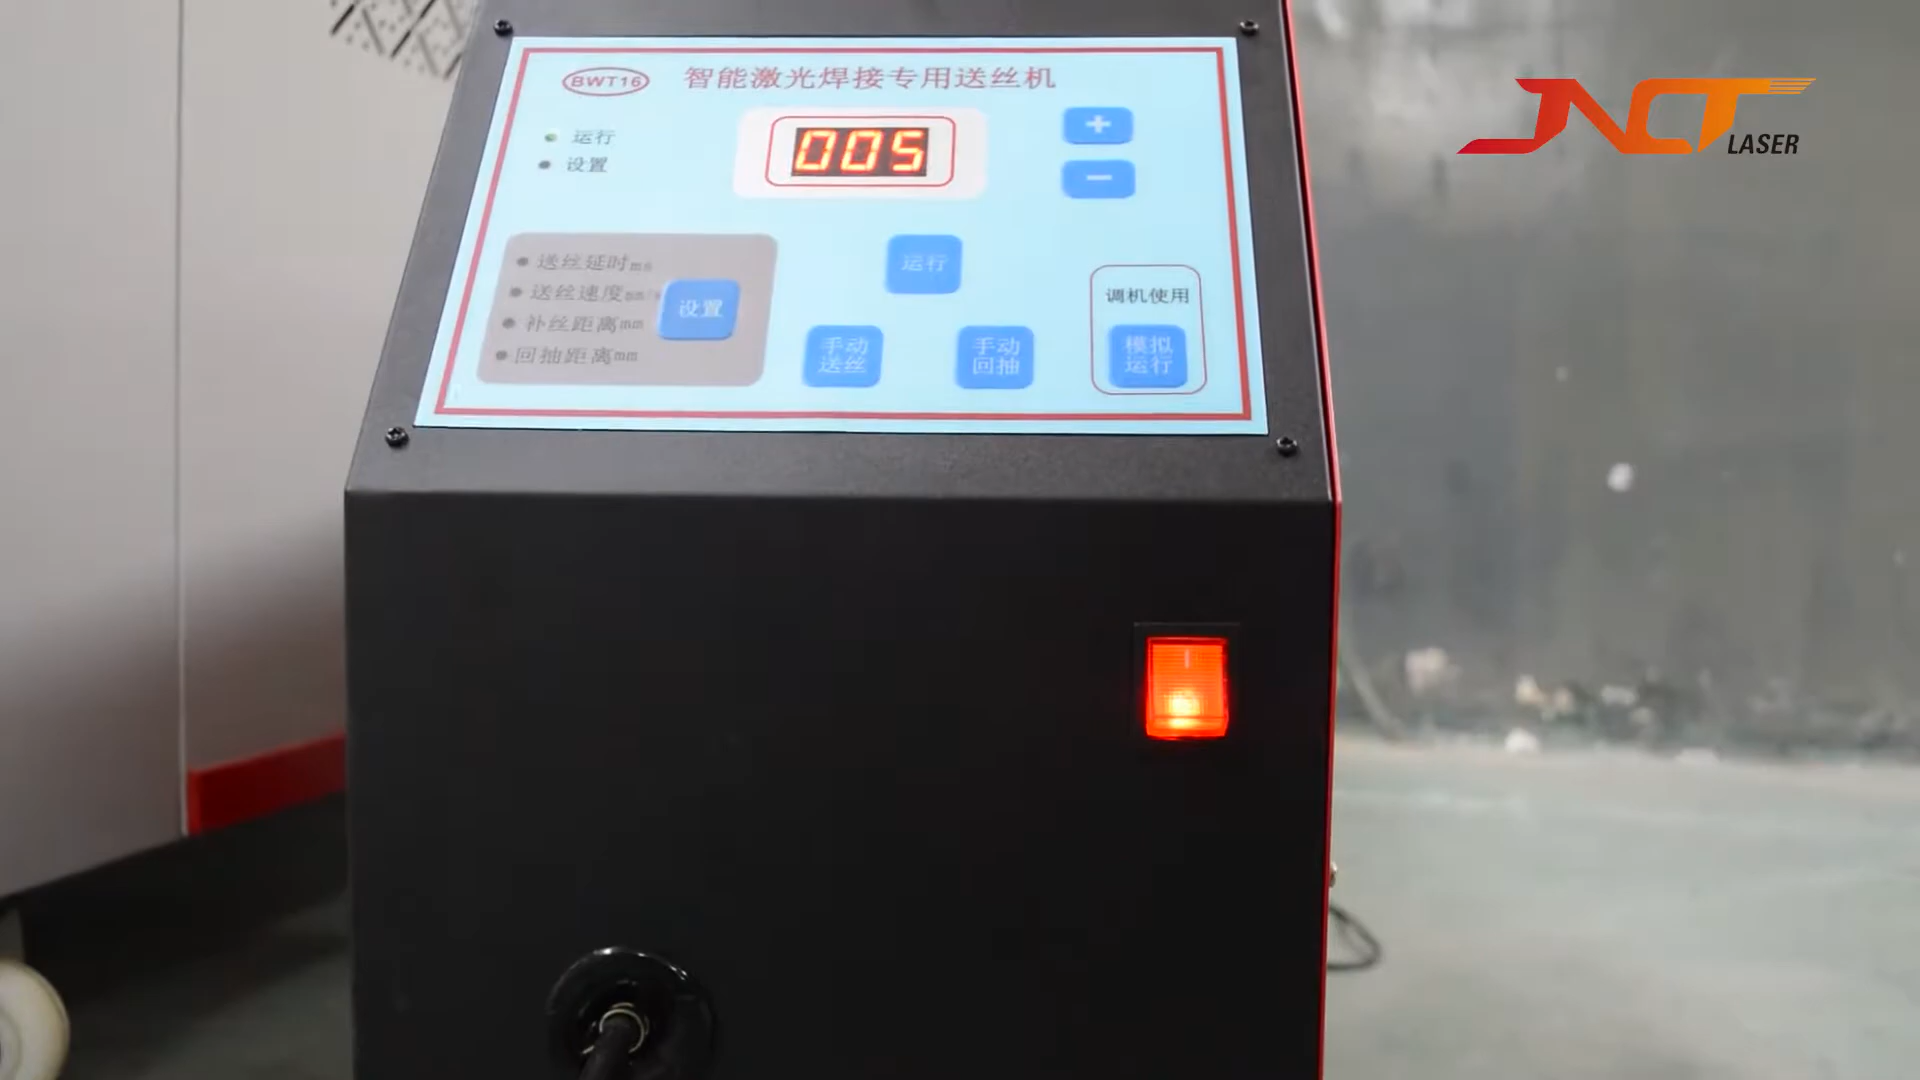 BWT16 智能激光焊接专用送丝机
JNCT LASER
运行
设置
005
+
−
送丝延时ms
送丝速度mm/s
补丝距离mm
回抽距离mm
设置
运行
手动
送丝
手动
回抽
调机使用
模拟
运行